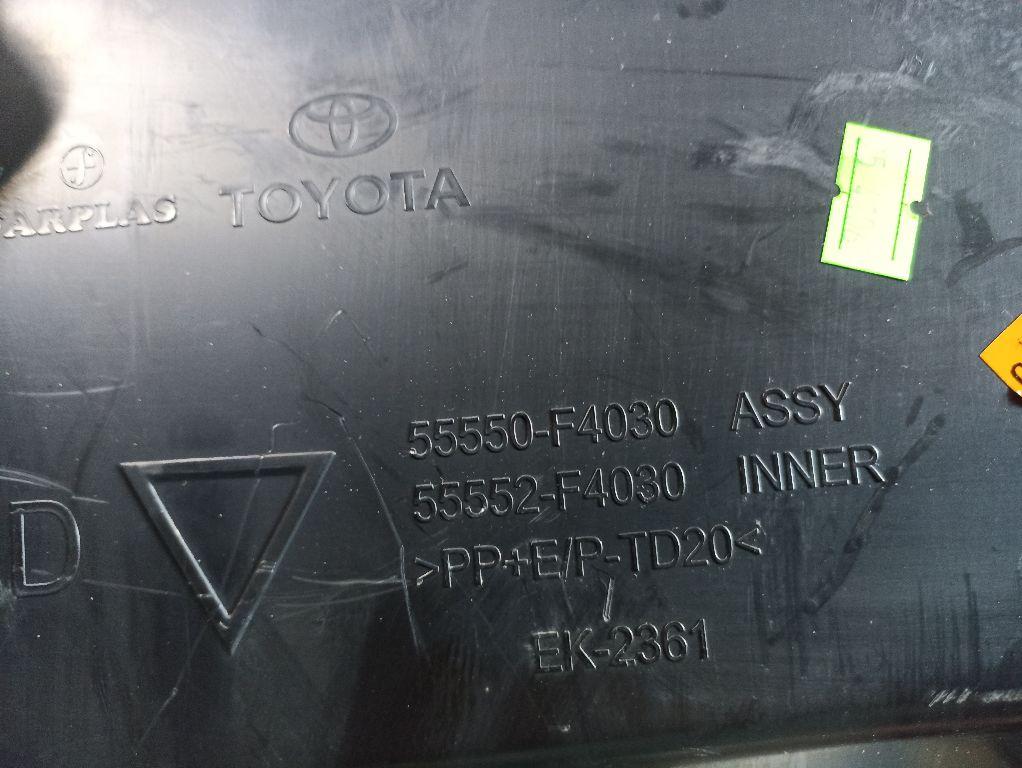 TOYOTA
ARPLAS
55550-F4030 ASSY
55552-F4030 INNER
>PP+E/P-TD20<
D
EK-2361